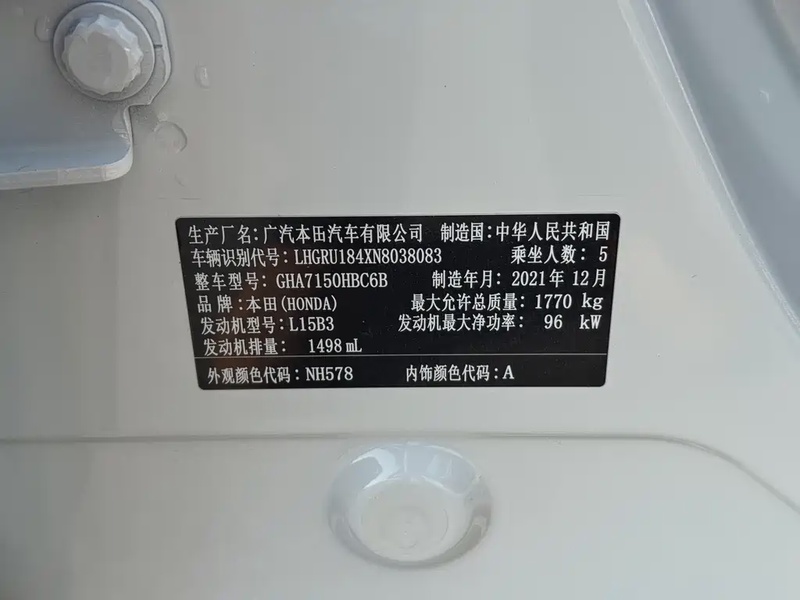 生产厂名:广汽本田汽车有限公司 制造国:中华人民共和国
车辆识别代号:LHGRU184XN8038083 乘坐人数:5
整车型号:GHA7150HBC6B 制造年月:2021年12月
品牌:本田(HONDA) 最大允许总质量:1770 kg
发动机型号:L15B3 发动机最大净功率:96 kW
发动机排量:1498 mL
外观颜色代码:NH578 内饰颜色代码:A